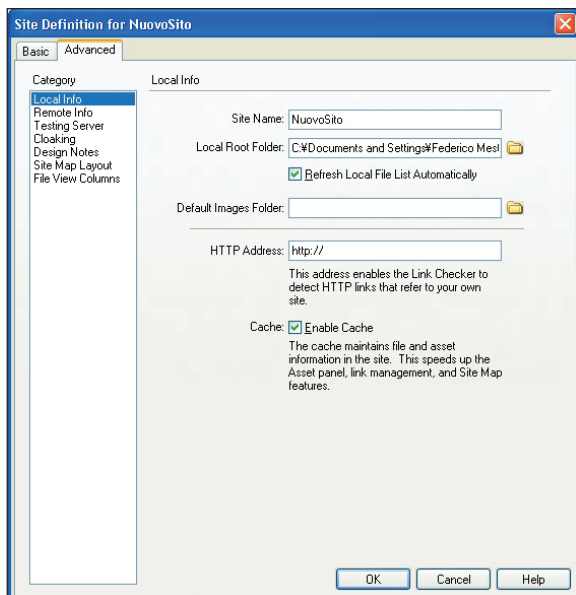 Site Definition for NuovoSito
Basic
Advanced
Category
Local Info
Remote Info
Testing Server
Cloaking
Design Notes
Site Map Layout
File View Columns
Local Info
Site Name: NuovoSito
Local Root Folder: C:¥Documents and Settings¥Federico Mest
Refresh Local File List Automatically
Default Images Folder:
HTTP Address: http://
This address enables the Link Checker to
detect HTTP links that refer to your own
site.
Cache: Enable Cache
The cache maintains file and asset
information in the site. This speeds up the
Asset panel, link management, and Site Map
features.
OK
Cancel
Help